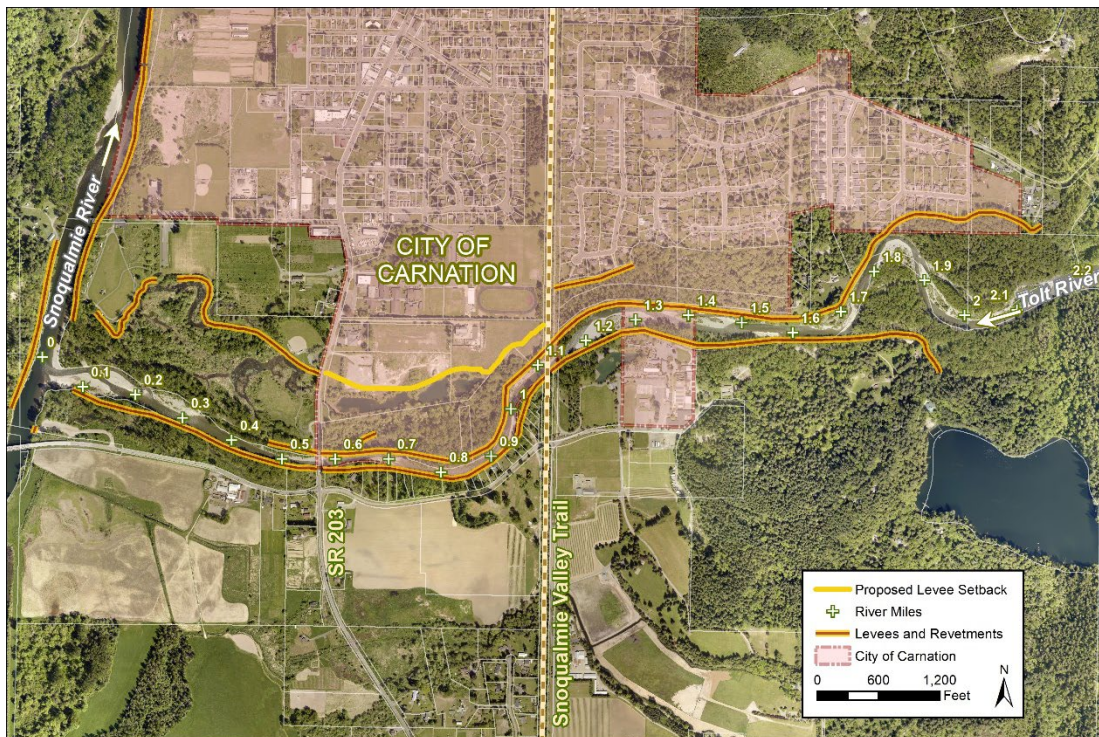 Snoqualmie River
CITY OF
CARNATION
0
0.1
0.2
0.3
0.4
0.5
0.6
0.7
0.8
0.9
1
1.1
1.2
1.3
1.4
1.5
1.6
1.7
1.8
1.9
2
2.1
2.2
Tolt River
SR 203
Snoqualmie Valley Trail
Proposed Levee Setback
River Miles
Levees and Revetments
City of Carnation
0 600 1,200
Feet
N